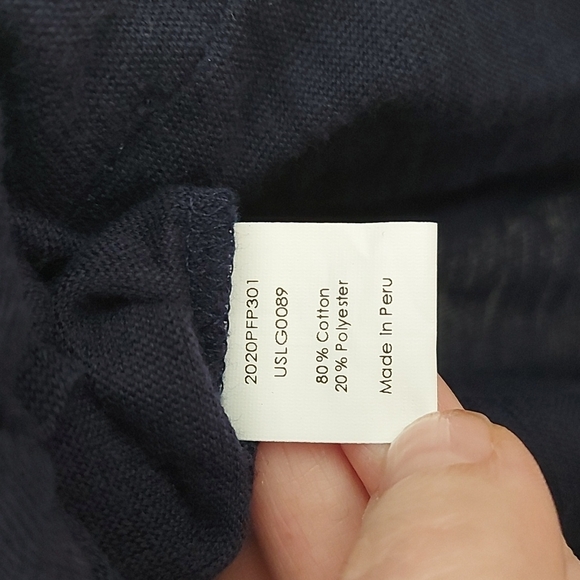 2020PFP301
USLG0089
80% Cotton
20% Polyester
Made In Peru